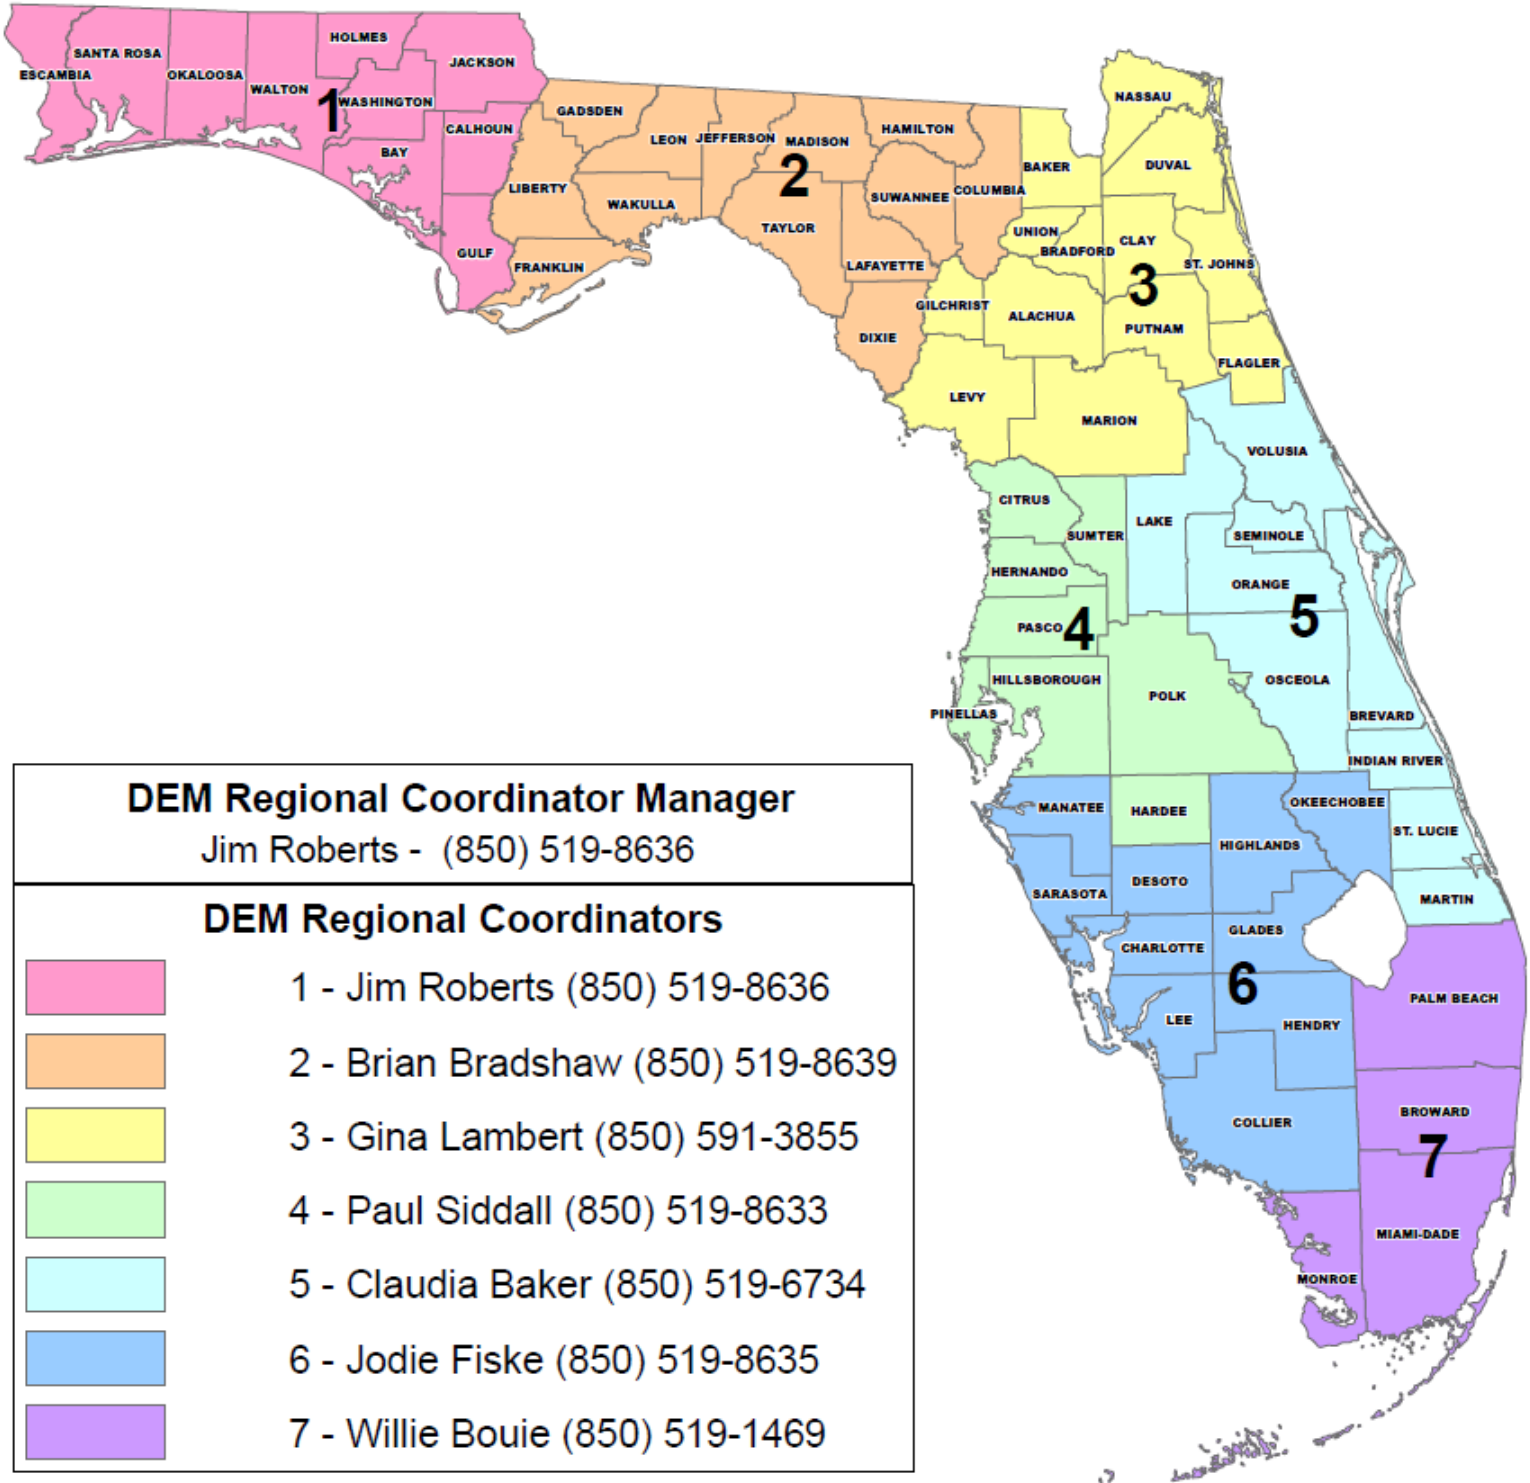 HOLMES
SANTA ROSA
JACKSON
ESCAMBIA
OKALOOSA
WALTON
1
WASHINGTON
GADSDEN
CALHOUN
HAMILTON
LEON
JEFFERSON
MADISON
BAY
2
LIBERTY
SUWANNEE
COLUMBIA
WAKULLA
TAYLOR
GULF
FRANKLIN
LAFAYETTE
DIXIE
NASSAU
BAKER
DUVAL
UNION
BRADFORD
CLAY
ST. JOHNS
3
GILCHRIST
ALACHUA
PUTNAM
FLAGLER
LEVY
MARION
VOLUSIA
CITRUS
SUMTER
LAKE
SEMINOLE
HERNANDO
ORANGE
PASCO
4
5
HILLSBOROUGH
POLK
OSCEOLA
PINELLAS
BREVARD
INDIAN RIVER
MANATEE
HARDEE
OKEECHOBEE
ST. LUCIE
HIGHLANDS
SARASOTA
DESOTO
MARTIN
CHARLOTTE
GLADES
6
PALM BEACH
LEE
HENDRY
BROWARD
COLLIER
7
MIAMI-DADE
MONROE
DEM Regional Coordinator Manager
Jim Roberts - (850) 519-8636
DEM Regional Coordinators
1 - Jim Roberts (850) 519-8636
2 - Brian Bradshaw (850) 519-8639
3 - Gina Lambert (850) 591-3855
4 - Paul Siddall (850) 519-8633
5 - Claudia Baker (850) 519-6734
6 - Jodie Fiske (850) 519-8635
7 - Willie Bouie (850) 519-1469